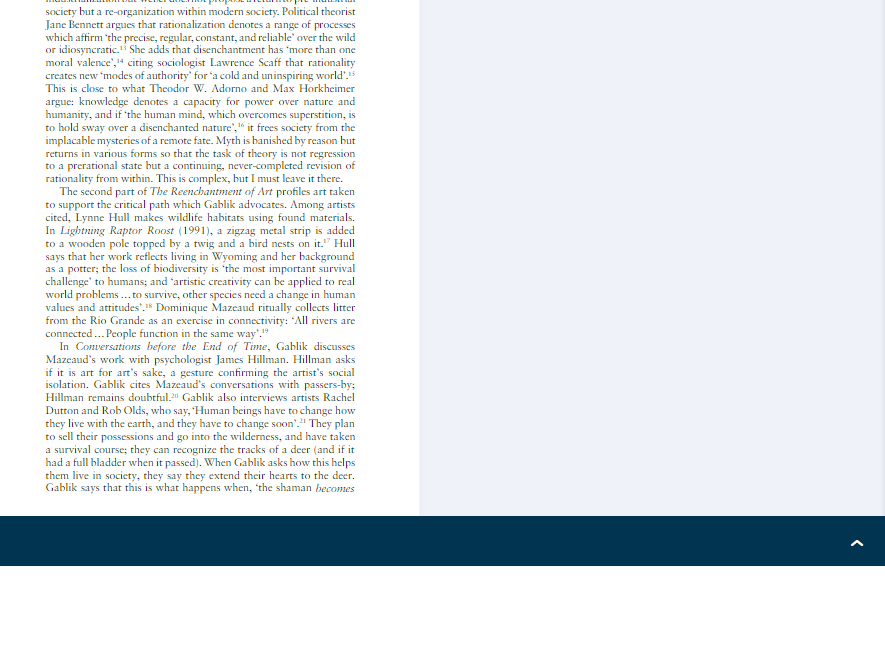 society but a re-organization within modern society. Political theorist
Jane Bennett argues that rationalization denotes a range of processes
which affirm ‘the precise, regular, constant, and reliable’ over the wild
or idiosyncratic.¹³ She adds that disenchantment has ‘more than one
moral valence’,¹⁴ citing sociologist Lawrence Scaff that rationality
creates new ‘modes of authority’ for ‘a cold and uninspiring world’.¹⁵
This is close to what Theodor W. Adorno and Max Horkheimer
argue: knowledge denotes a capacity for power over nature and
humanity, and if ‘the human mind, which overcomes superstition, is
to hold sway over a disenchanted nature’,¹⁶ it frees society from the
implacable mysteries of a remote fate. Myth is banished by reason but
returns in various forms so that the task of theory is not regression
to a prerational state but a continuing, never-completed revision of
rationality from within. This is complex, but I must leave it there.
The second part of The Reenchantment of Art profiles art taken
to support the critical path which Gablik advocates. Among artists
cited, Lynne Hull makes wildlife habitats using found materials.
In Lightning Raptor Roost (1991), a zigzag metal strip is added
to a wooden pole topped by a twig and a bird nests on it.¹⁷ Hull
says that her work reflects living in Wyoming and her background
as a potter; the loss of biodiversity is ‘the most important survival
challenge’ to humans; and ‘artistic creativity can be applied to real
world problems … to survive, other species need a change in human
values and attitudes’.¹⁸ Dominique Mazeaud ritually collects litter
from the Rio Grande as an exercise in connectivity: ‘All rivers are
connected … People function in the same way’.¹⁹
In Conversations before the End of Time, Gablik discusses
Mazeaud’s work with psychologist James Hillman. Hillman asks
if it is art for art’s sake, a gesture confirming the artist’s social
isolation. Gablik cites Mazeaud’s conversations with passers-by;
Hillman remains doubtful.²⁰ Gablik also interviews artists Rachel
Dutton and Rob Olds, who say, ‘Human beings have to change how
they live with the earth, and they have to change soon’.²¹ They plan
to sell their possessions and go into the wilderness, and have taken
a survival course; they can recognize the tracks of a deer (and if it
had a full bladder when it passed). When Gablik asks how this helps
them live in society, they say they extend their hearts to the deer.
Gablik says that this is what happens when, ‘the shaman becomes